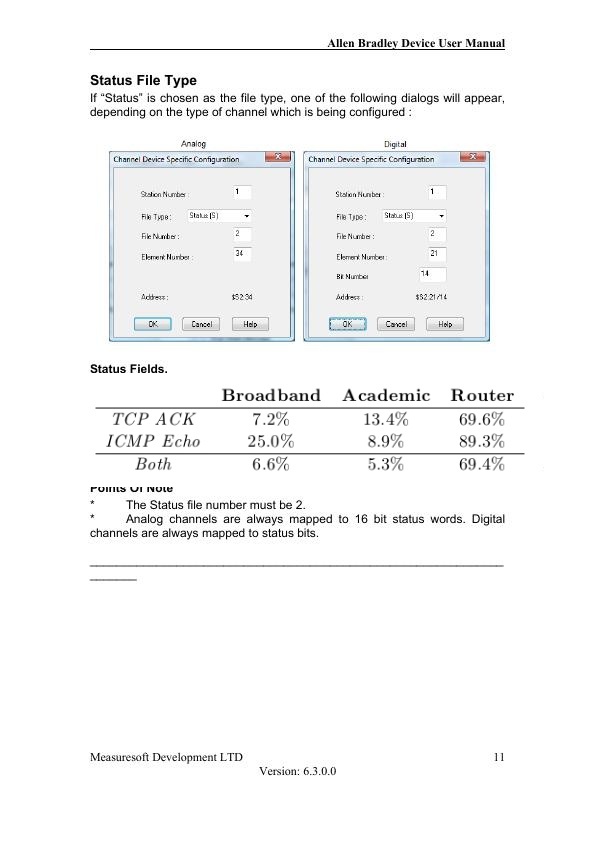 Allen Bradley Device User Manual
Status File Type
If “Status” is chosen as the file type, one of the following dialogs will appear,
depending on the type of channel which is being configured :
Analog
Digital
Channel Device Specific Configuration
Station Number : 1
File Type : Status (S)
File Number : 2
Element Number : 34
Address : $S2:34
OK Cancel Help
Channel Device Specific Configuration
Station Number : 1
File Type : Status (S)
File Number : 2
Element Number : 21
Bit Number 14
Address : $S2:21/14
OK Cancel Help
Status Fields.
Broadband Academic Router
TCP ACK 7.2% 13.4% 69.6%
ICMP Echo 25.0% 8.9% 89.3%
Both 6.6% 5.3% 69.4%
Points Of Note
* The Status file number must be 2.
* Analog channels are always mapped to 16 bit status words. Digital
channels are always mapped to status bits.
Measuresoft Development LTD 11
Version: 6.3.0.0